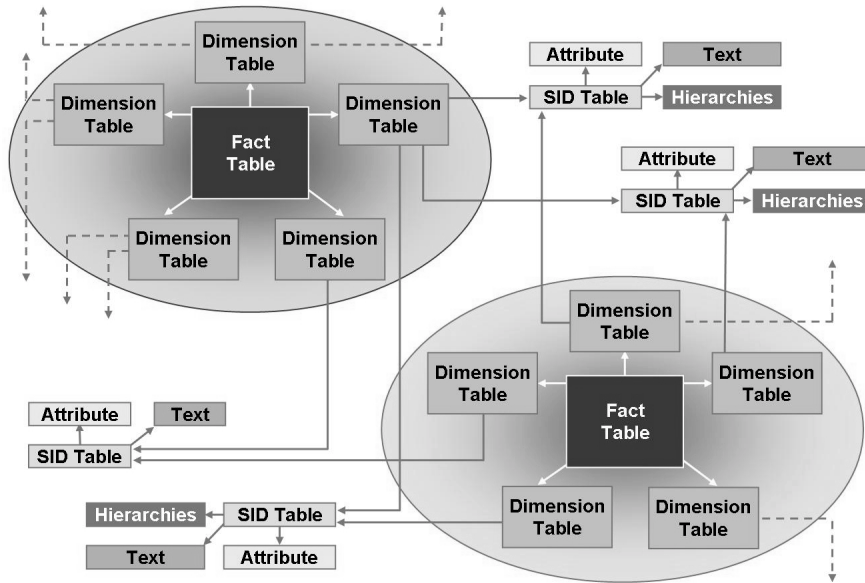 Dimension
Table
Dimension
Table
Dimension
Table
Fact
Table
Dimension
Table
Dimension
Table
Attribute
Text
SID Table
Hierarchies
Attribute
Text
SID Table
Hierarchies
Dimension
Table
Dimension
Table
Dimension
Table
Fact
Table
Dimension
Table
Dimension
Table
Attribute
Text
SID Table
Hierarchies
SID Table
Text
Attribute